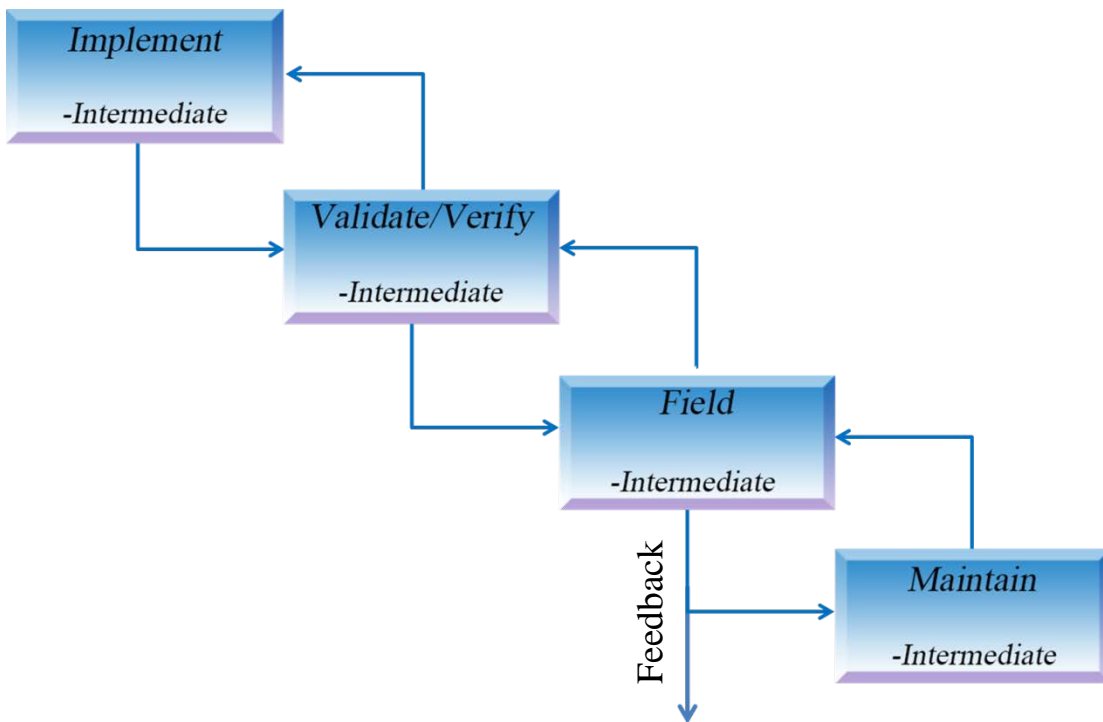 Implement
-Intermediate
Validate/Verify
-Intermediate
Field
-Intermediate
Feedback
Maintain
-Intermediate